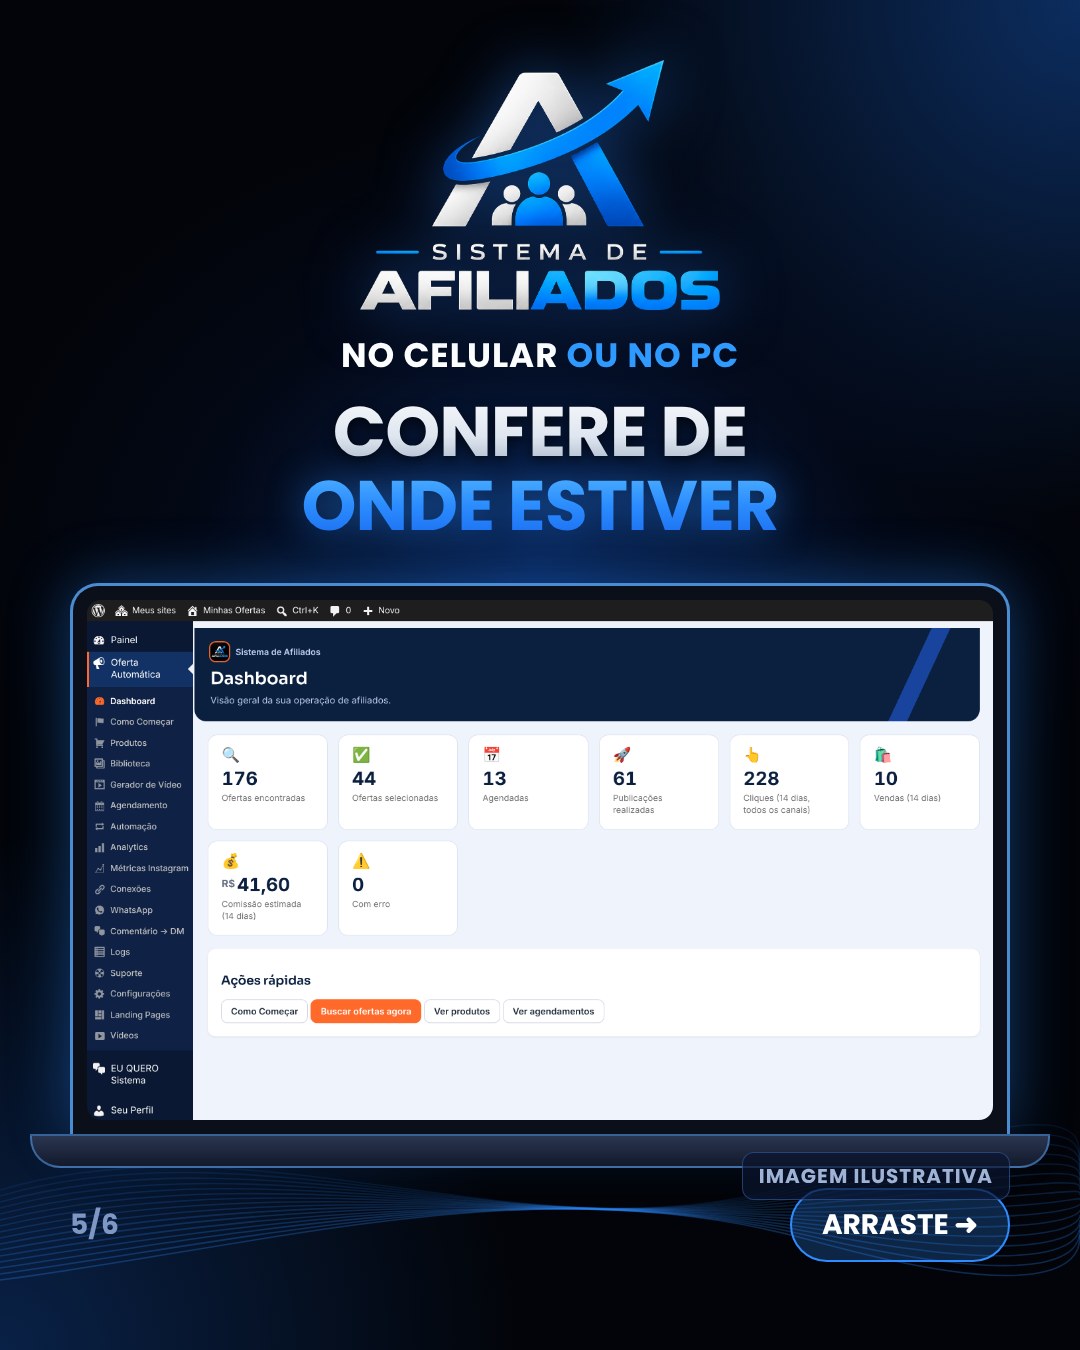 SISTEMA DE
AFILIADOS
NO CELULAR OU NO PC
CONFERE DE
ONDE ESTIVER
Meus sites
Minhas Ofertas
Ctrl+K
0
Novo
Painel
Oferta
Automática
Dashboard
Como Começar
Produtos
Biblioteca
Gerador de Vídeo
Agendamento
Automação
Analytics
Métricas Instagram
Conexões
WhatsApp
Comentário → DM
Logs
Suporte
Configurações
Landing Pages
Vídeos
EU QUERO
Sistema
Seu Perfil
Sistema de Afiliados
Dashboard
Visão geral da sua operação de afiliados.
176
Ofertas encontradas
44
Ofertas selecionadas
13
Agendadas
61
Publicações
realizadas
228
Cliques (14 dias,
todos os canais)
10
Vendas (14 dias)
R$ 41,60
Comissão estimada
(14 dias)
0
Com erro
Ações rápidas
Como Começar
Buscar ofertas agora
Ver produtos
Ver agendamentos
IMAGEM ILUSTRATIVA
5/6
ARRASTE ➜